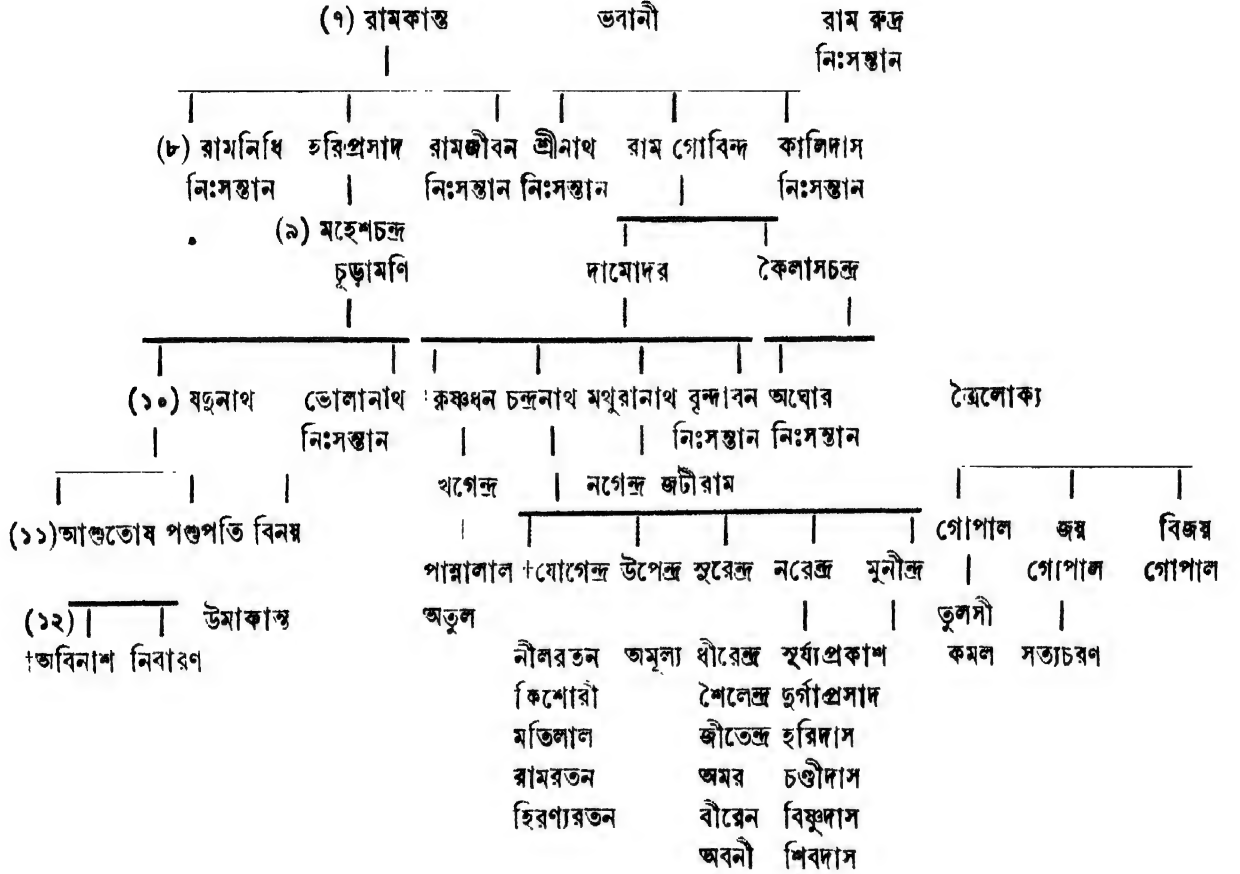 (৭) রামকান্ত ভবানী রাম রুদ্র
নিঃসন্তান
(৮) রামনিধি হরিপ্রসাদ রামজীবন শ্রীনাথ রাম গোবিন্দ কালিদাস
নিঃসন্তান নিঃসন্তান নিঃসন্তান নিঃসন্তান
(৯) মহেশচন্দ্র
চূড়ামণি দামোদর কৈলাসচন্দ্র
(১০) যদুনাথ ভোলানাথ কৃষ্ণধন চন্দ্রনাথ মথুরানাথ বৃন্দাবন অঘোর ত্রৈলোক্য
নিঃসন্তান নিঃসন্তান নিঃসন্তান
খগেন্দ্র নগেন্দ্র জটীরাম
(১১) আশুতোষ পশুপতি বিনয় গোপাল জয় বিজয়
পান্নালাল †যোগেন্দ্র উপেন্দ্র সুরেন্দ্র নরেন্দ্র মুনীন্দ্র গোপাল গোপাল
(১২) উমাকান্ত অতুল তুলসী
†অবিনাশ নিবারণ নীলরতন অমূল্য ধীরেন্দ্র সূর্য্যপ্রকাশ কমল সত্যচরণ
কিশোরী শৈলেন্দ্র দুর্গাপ্রসাদ
মতিলাল জীতেন্দ্র হরিদাস
রামরতন অমর চণ্ডীদাস
হিরণ্যরতন বীরেন বিষ্ণুদাস
অবনী শিবদাস